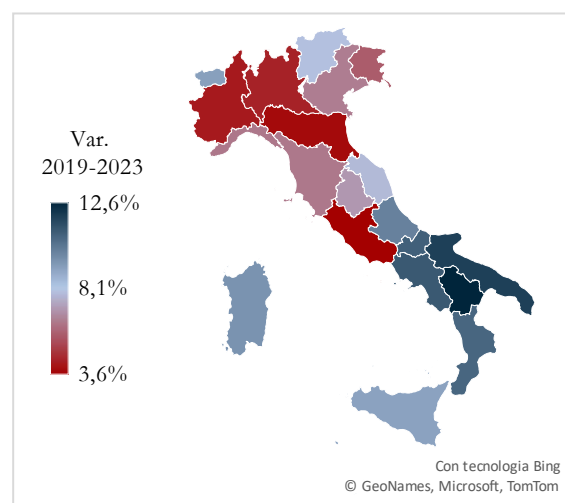 Var.
2019-2023
12,6%
8,1%
3,6%
Con tecnologia Bing
© GeoNames, Microsoft, TomTom